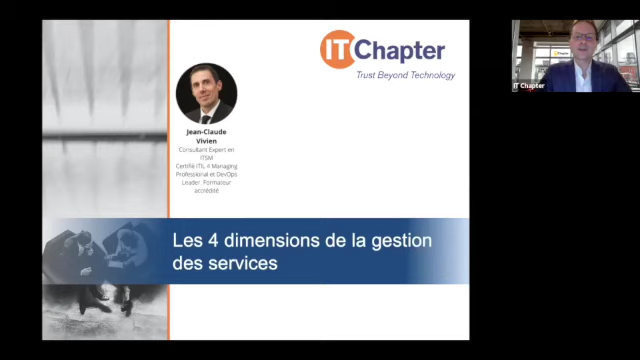 ITChapter
Trust Beyond Technology
Jean-Claude
Vivien
Consultant Expert en
ITSM
Certifié ITIL 4 Managing
Professional et DevOps
Leader. Formateur
accrédité
Les 4 dimensions de la gestion
des services
IT Chapter